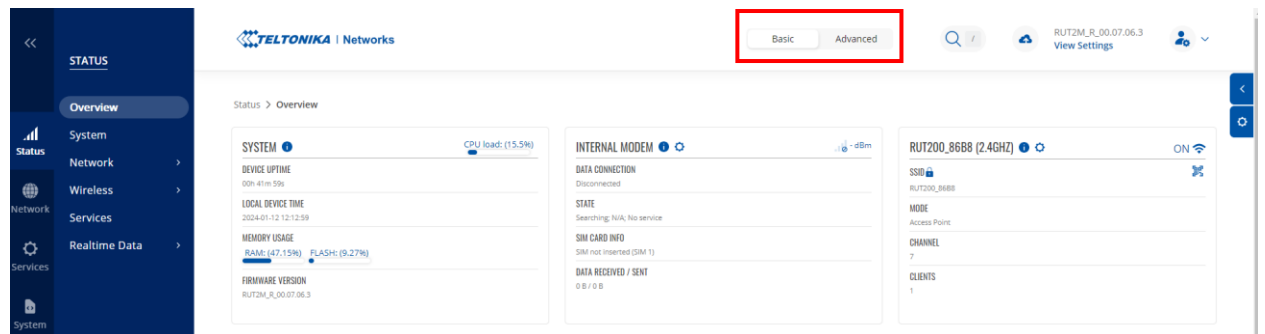 STATUS
Overview
System
Network
Wireless
Services
Realtime Data
Status
Network
Services
System
TELTONIKA | Networks
Basic Advanced
/
RUT2M_R_00.07.06.3
View Settings
Status > Overview
SYSTEM CPU load: (15.5%)
DEVICE UPTIME
00h 41m 59s
LOCAL DEVICE TIME
2024-01-12 12:12:59
MEMORY USAGE
RAM: (47.15%) FLASH: (9.27%)
FIRMWARE VERSION
RUT2M_R_00.07.06.3
INTERNAL MODEM - dBm
DATA CONNECTION
Disconnected
STATE
Searching; N/A; No service
SIM CARD INFO
SIM not inserted (SIM 1)
DATA RECEIVED / SENT
0 B / 0 B
RUT200_86B8 (2.4GHZ) ON
SSID
RUT200_86B8
MODE
Access Point
CHANNEL
7
CLIENTS
1